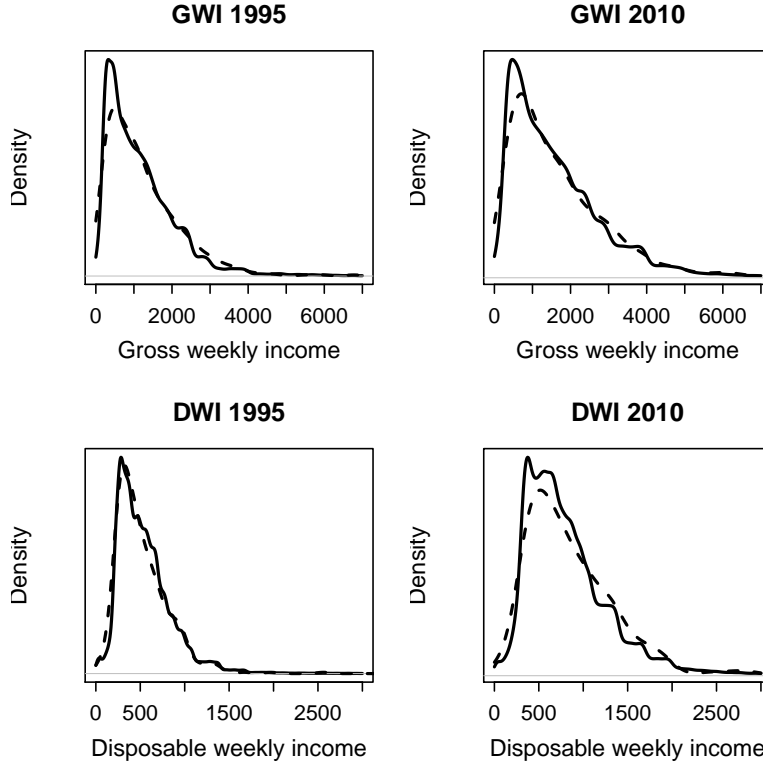 GWI 1995
Density
0 2000 4000 6000
Gross weekly income
GWI 2010
Density
0 2000 4000 6000
Gross weekly income
DWI 1995
Density
0 500 1500 2500
Disposable weekly income
DWI 2010
Density
0 500 1500 2500
Disposable weekly income